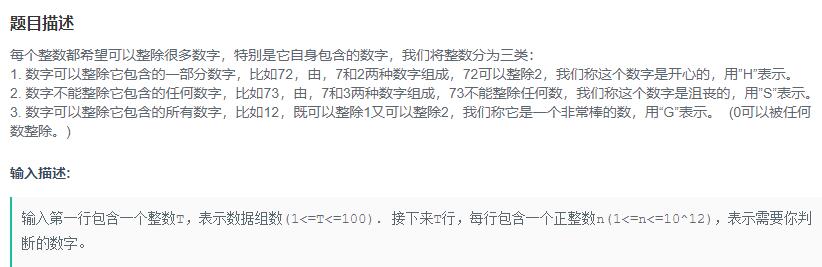 题目描述
每个整数都希望可以整除很多数字，特别是它自身包含的数字，我们将整数分为三类：
1. 数字可以整除它包含的一部分数字，比如72，由，7和2两种数字组成，72可以整除2，我们称这个数字是开心的，用”H”表示。
2. 数字不能整除它包含的任何数字，比如73，由，7和3两种数字组成，73不能整除任何数，我们称这个数字是沮丧的，用”S”表示。
3. 数字可以整除它包含的所有数字，比如12，既可以整除1又可以整除2，我们称它是一个非常棒的数，用“G”表示。 (0可以被任何
数整除。)
输入描述:
输入第一行包含一个整数T，表示数据组数(1<=T<=100). 接下来T行，每行包含一个正整数n(1<=n<=10^12)，表示需要你判
断的数字。